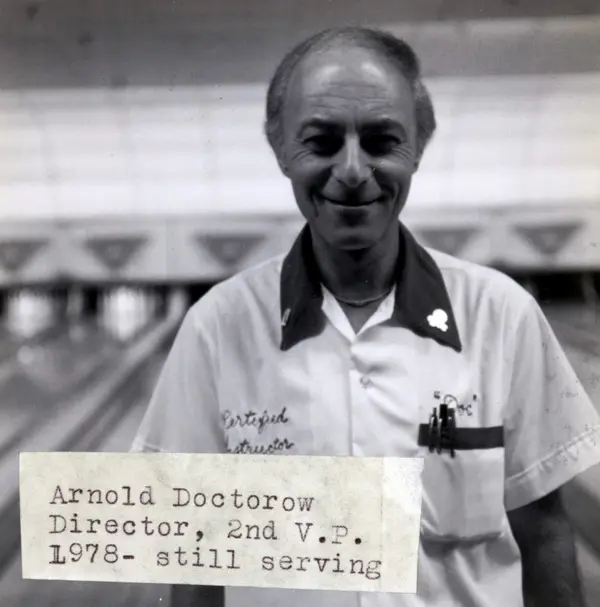 "Doc"
Certified
Instructor
Arnold Doctorow
Director, 2nd V.P.
1978- still serving